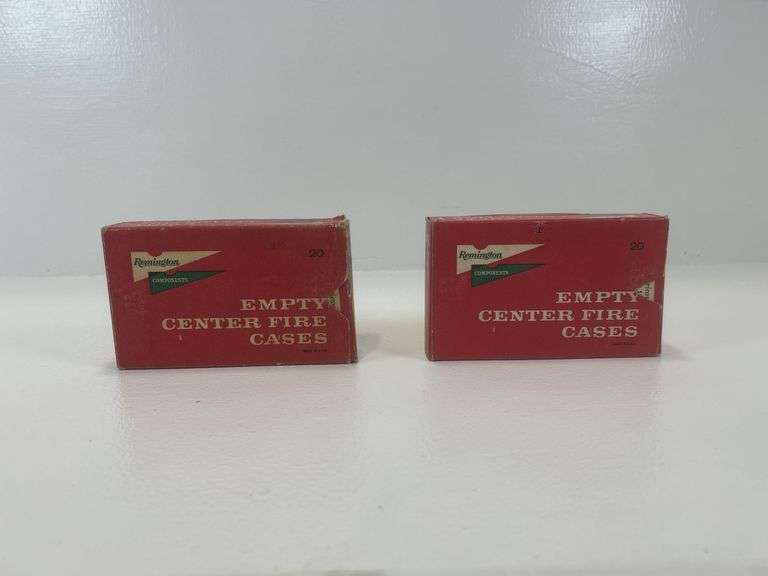 Remington
20
COMPONENTS
EMPTY
CENTER FIRE
CASES
Remington
20
COMPONENTS
EMPTY
CENTER FIRE
CASES